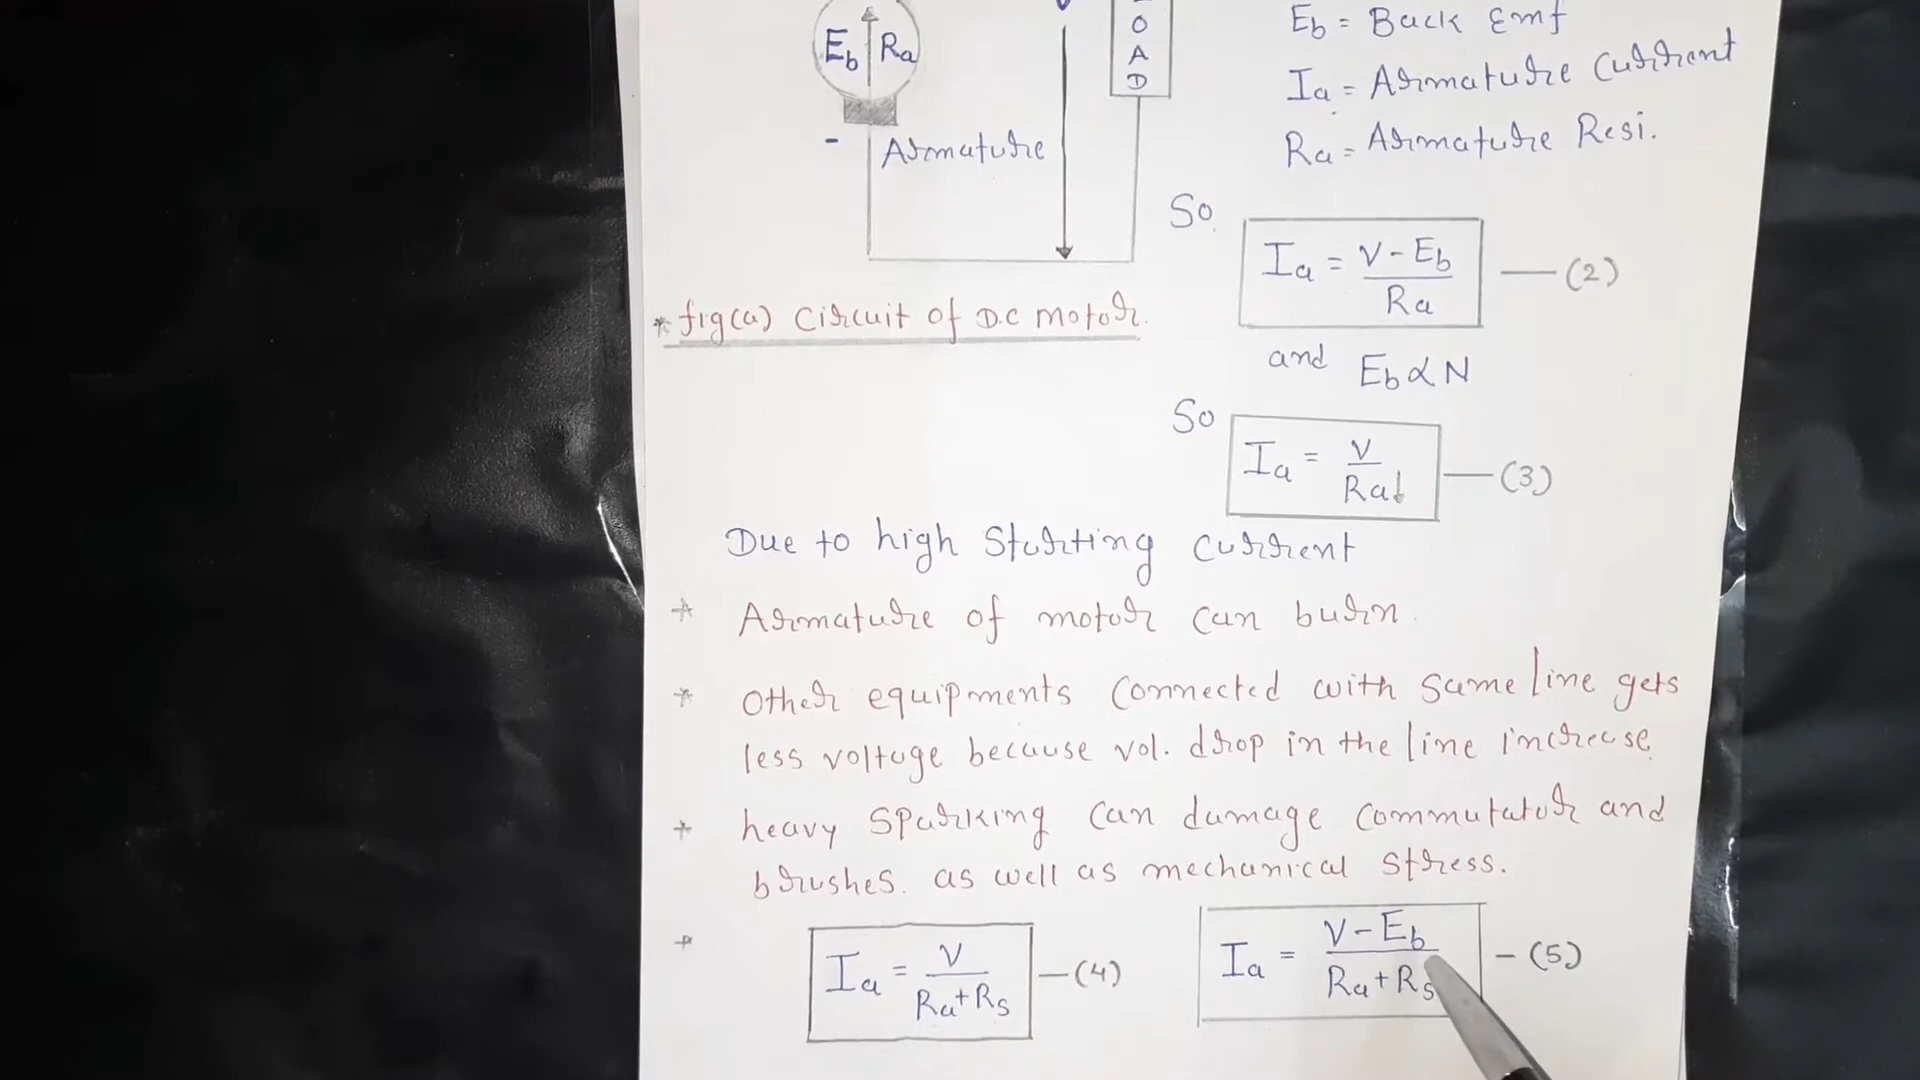 Eb Ra
O
A
D
- Armature
Eb = Back Emf
Ia = Armature Current
Ra = Armature Resi.
So
Ia = V - Eb / Ra — (2)
* fig(a) Circuit of D.C motor.
and Eb ∝ N
So
Ia = V / Ra↓ — (3)
Due to high Starting Current
* Armature of motor can burn.
* Other equipments Connected with same line gets
less voltage because vol. drop in the line increase.
* heavy Sparking can damage commutator and
brushes. as well as mechanical stress.
* Ia = V / Ra + Rs — (4) Ia = V - Eb / Ra + Rs — (5)